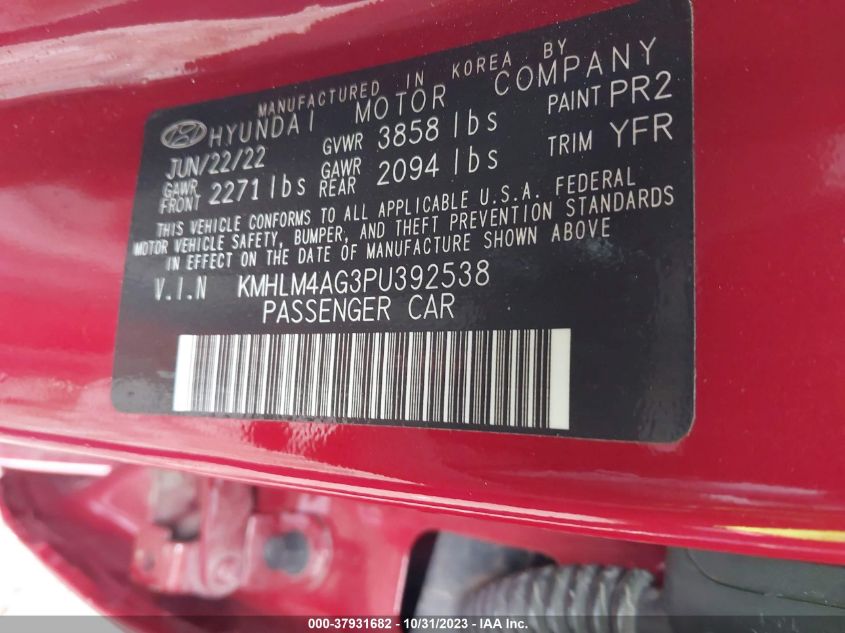 MANUFACTURED IN KOREA BY
HYUNDAI MOTOR COMPANY
JUN/22/22 GVWR 3858 lbs PAINT PR2
GAWR FRONT 2271 lbs GAWR REAR 2094 lbs TRIM YFR
THIS VEHICLE CONFORMS TO ALL APPLICABLE U.S.A. FEDERAL
MOTOR VEHICLE SAFETY, BUMPER, AND THEFT PREVENTION STANDARDS
IN EFFECT ON THE DATE OF MANUFACTURE SHOWN ABOVE
V.I.N KMHLM4AG3PU392538
PASSENGER CAR
000-37931682 - 10/31/2023 - IAA Inc.